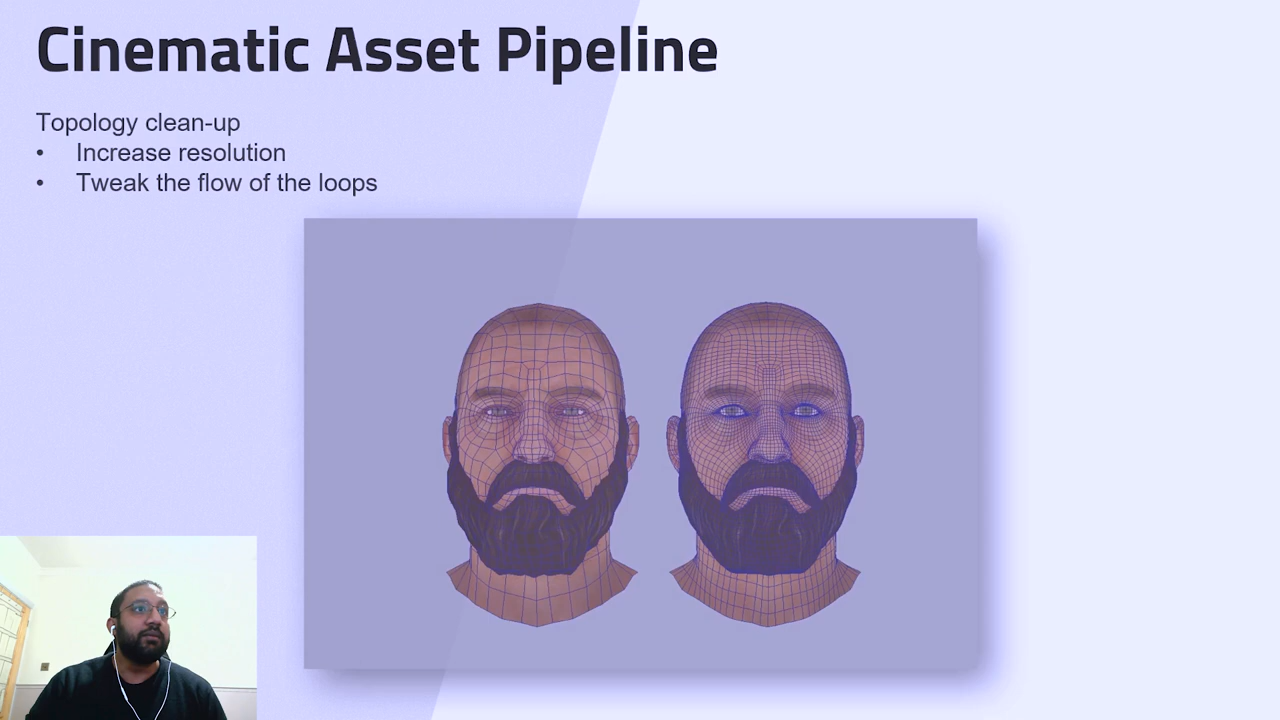 Cinematic Asset Pipeline
Topology clean-up
• Increase resolution
• Tweak the flow of the loops